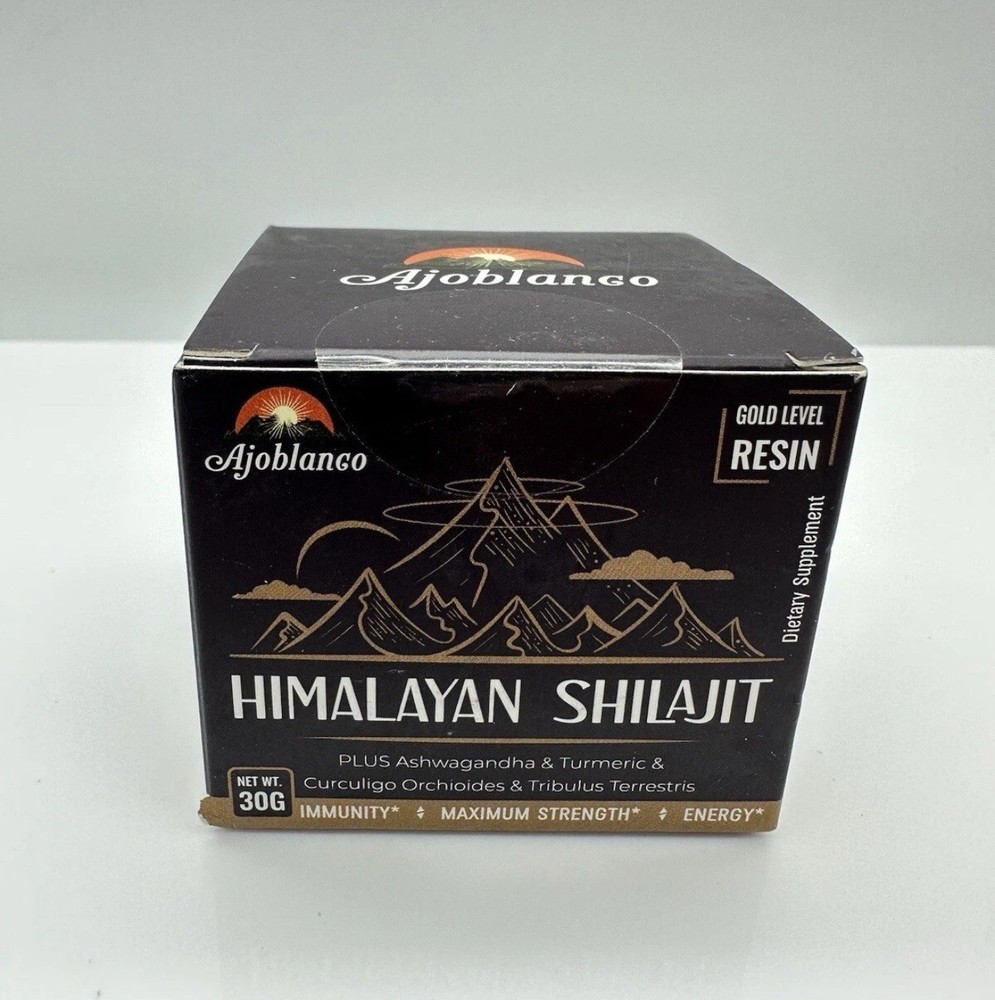 Ajoblanco
Ajoblanco
GOLD LEVEL
RESIN
Dietary Supplement
HIMALAYAN SHILAJIT
PLUS Ashwagandha & Turmeric &
Curculigo Orchioides & Tribulus Terrestris
NET WT.
30G
IMMUNITY* MAXIMUM STRENGTH* ENERGY*